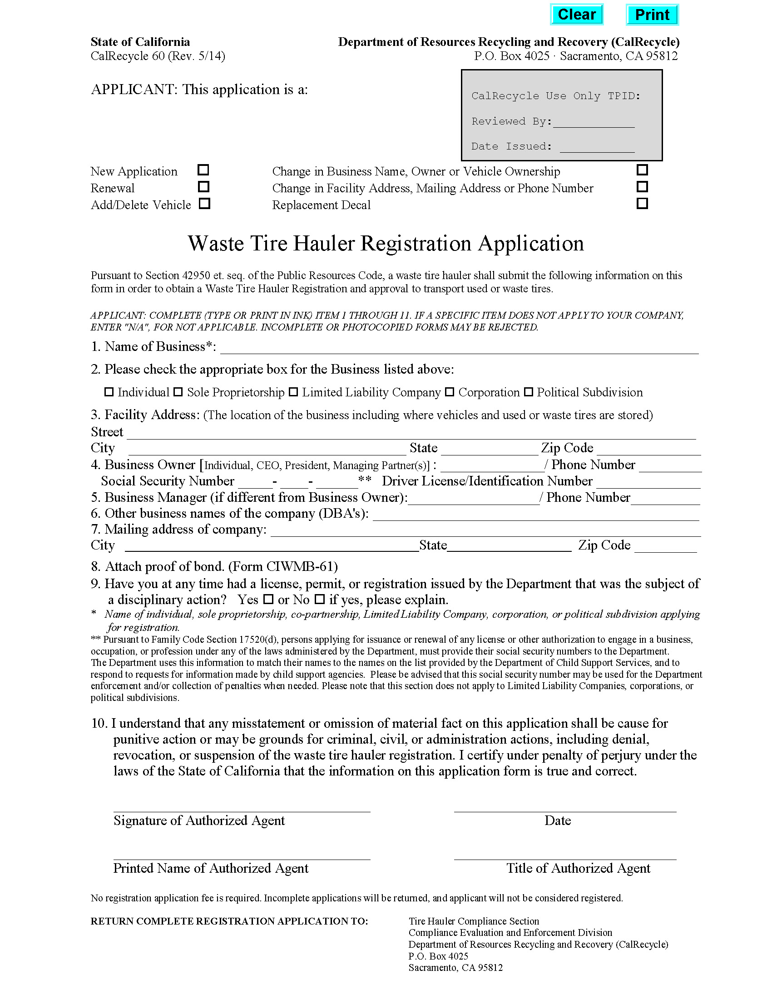 Clear Print
State of California Department of Resources Recycling and Recovery (CalRecycle)
CalRecycle 60 (Rev. 5/14) P.O. Box 4025 · Sacramento, CA 95812
APPLICANT: This application is a:
CalRecycle Use Only TPID:
Reviewed By:____________
Date Issued: ___________
New Application ☐ Change in Business Name, Owner or Vehicle Ownership ☐
Renewal ☐ Change in Facility Address, Mailing Address or Phone Number ☐
Add/Delete Vehicle ☐ Replacement Decal ☐
Waste Tire Hauler Registration Application
Pursuant to Section 42950 et. seq. of the Public Resources Code, a waste tire hauler shall submit the following information on this
form in order to obtain a Waste Tire Hauler Registration and approval to transport used or waste tires.
APPLICANT: COMPLETE (TYPE OR PRINT IN INK) ITEM 1 THROUGH 11. IF A SPECIFIC ITEM DOES NOT APPLY TO YOUR COMPANY,
ENTER "N/A", FOR NOT APPLICABLE. INCOMPLETE OR PHOTOCOPIED FORMS MAY BE REJECTED.
1. Name of Business*: ____________
2. Please check the appropriate box for the Business listed above:
☐ Individual ☐ Sole Proprietorship ☐ Limited Liability Company ☐ Corporation ☐ Political Subdivision
3. Facility Address: (The location of the business including where vehicles and used or waste tires are stored)
Street ____________
City ____________ State ____________ Zip Code ____________
4. Business Owner [Individual, CEO, President, Managing Partner(s)] : ____________/ Phone Number ____________
Social Security Number _____-____-______** Driver License/Identification Number ____________
5. Business Manager (if different from Business Owner):____________/ Phone Number____________
6. Other business names of the company (DBA's): ____________
7. Mailing address of company: ____________
City ____________State____________ Zip Code ____________
8. Attach proof of bond. (Form CIWMB-61)
9. Have you at any time had a license, permit, or registration issued by the Department that was the subject of
a disciplinary action? Yes ☐ or No ☐ if yes, please explain.
* Name of individual, sole proprietorship, co-partnership, Limited Liability Company, corporation, or political subdivision applying
for registration.
** Pursuant to Family Code Section 17520(d), persons applying for issuance or renewal of any license or other authorization to engage in a business,
occupation, or profession under any of the laws administered by the Department, must provide their social security numbers to the Department.
The Department uses this information to match their names to the names on the list provided by the Department of Child Support Services, and to
respond to requests for information made by child support agencies. Please be advised that this social security number may be used for the Department
enforcement and/or collection of penalties when needed. Please note that this section does not apply to Limited Liability Companies, corporations, or
political subdivisions.
10. I understand that any misstatement or omission of material fact on this application shall be cause for
punitive action or may be grounds for criminal, civil, or administration actions, including denial,
revocation, or suspension of the waste tire hauler registration. I certify under penalty of perjury under the
laws of the State of California that the information on this application form is true and correct.
Signature of Authorized Agent Date
Printed Name of Authorized Agent Title of Authorized Agent
No registration application fee is required. Incomplete applications will be returned, and applicant will not be considered registered.
RETURN COMPLETE REGISTRATION APPLICATION TO: Tire Hauler Compliance Section
Compliance Evaluation and Enforcement Division
Department of Resources Recycling and Recovery (CalRecycle)
P.O. Box 4025
Sacramento, CA 95812